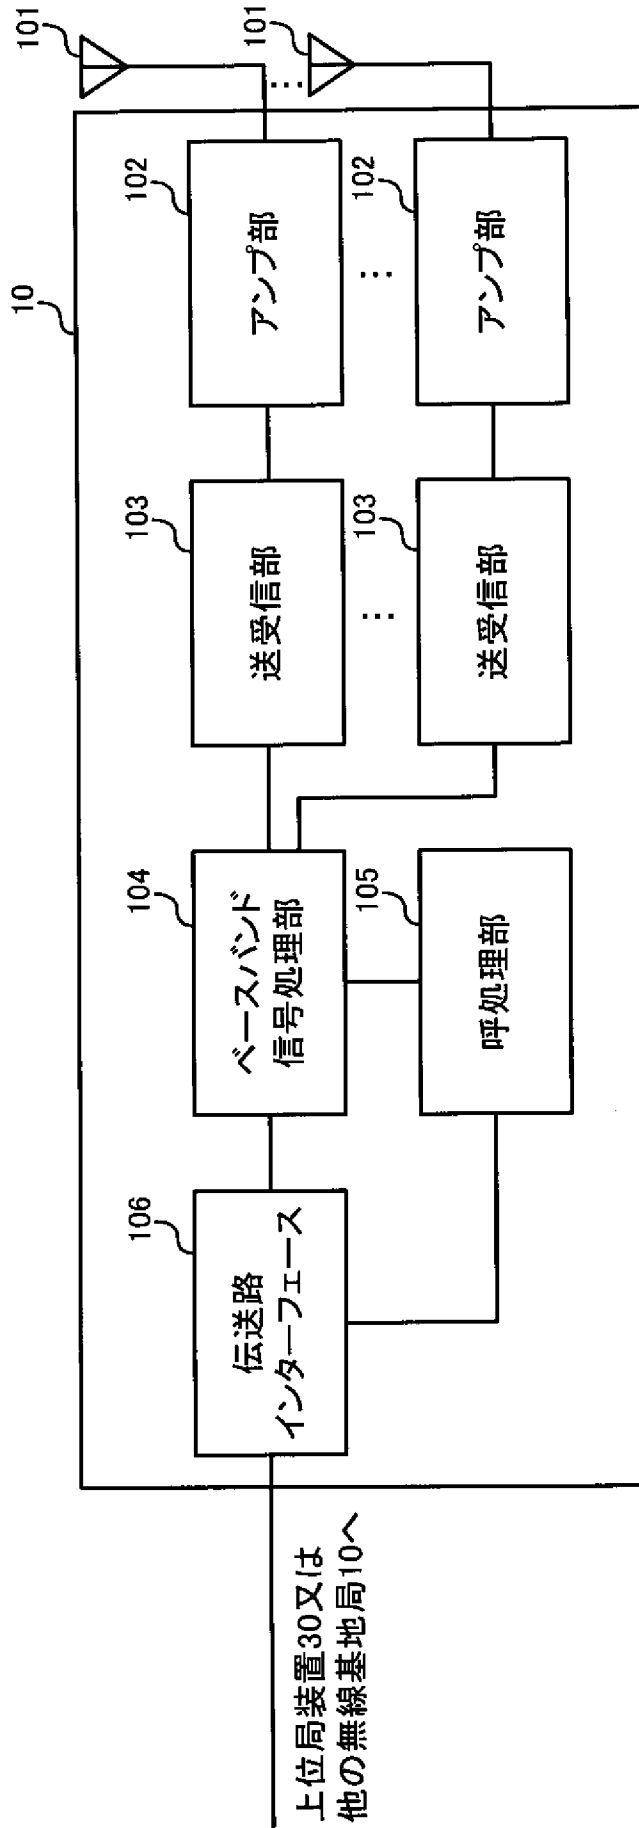 10
106
伝送路
インターフェース
104
ベースバンド
信号処理部
103
送受信部
102
アンプ部
101
…
105
呼処理部
…
103
送受信部
…
102
アンプ部
101
上位局装置30又は
他の無線基地局10へ